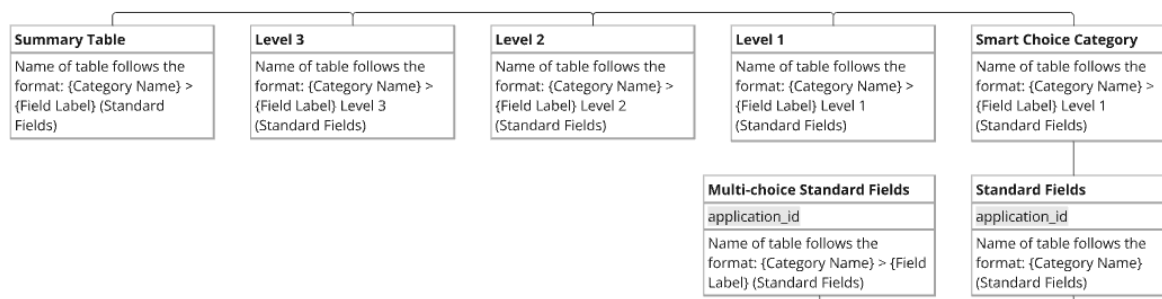 Summary Table
Name of table follows the
format: {Category Name} >
{Field Label} (Standard
Fields)
Level 3
Name of table follows the
format: {Category Name} >
{Field Label} Level 3
(Standard Fields)
Level 2
Name of table follows the
format: {Category Name} >
{Field Label} Level 2
(Standard Fields)
Level 1
Name of table follows the
format: {Category Name} >
{Field Label} Level 1
(Standard Fields)
Smart Choice Category
Name of table follows the
format: {Category Name} >
{Field Label} Level 1
(Standard Fields)
Multi-choice Standard Fields
application_id
Name of table follows the
format: {Category Name} > {Field
Label} (Standard Fields)
Standard Fields
application_id
Name of table follows the
format: {Category Name}
(Standard Fields)